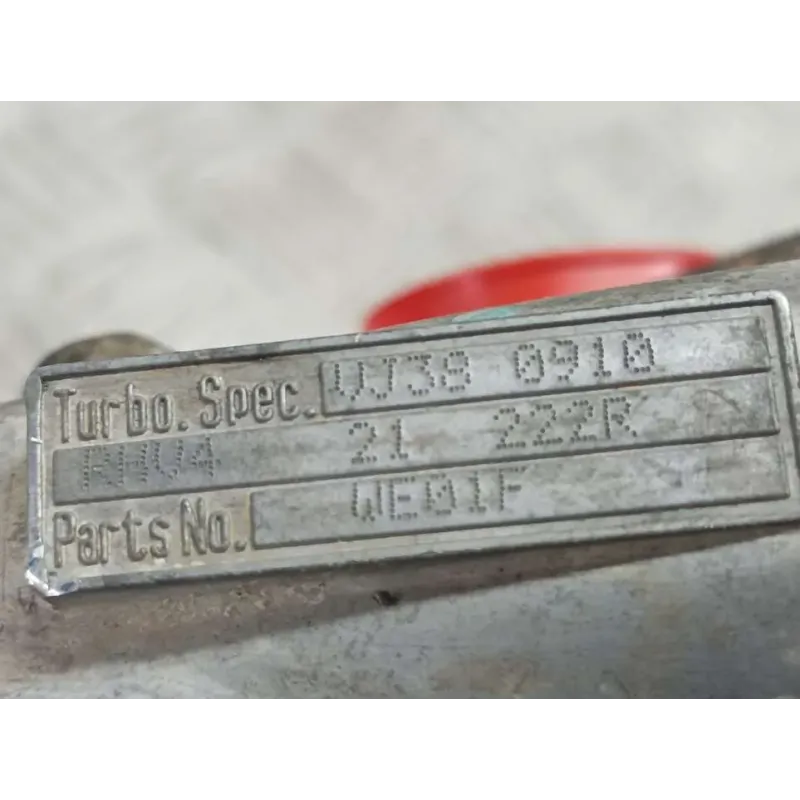 Turbo. Spec. VJ38 0910
RHV4 21 222R
Parts No. WE01F